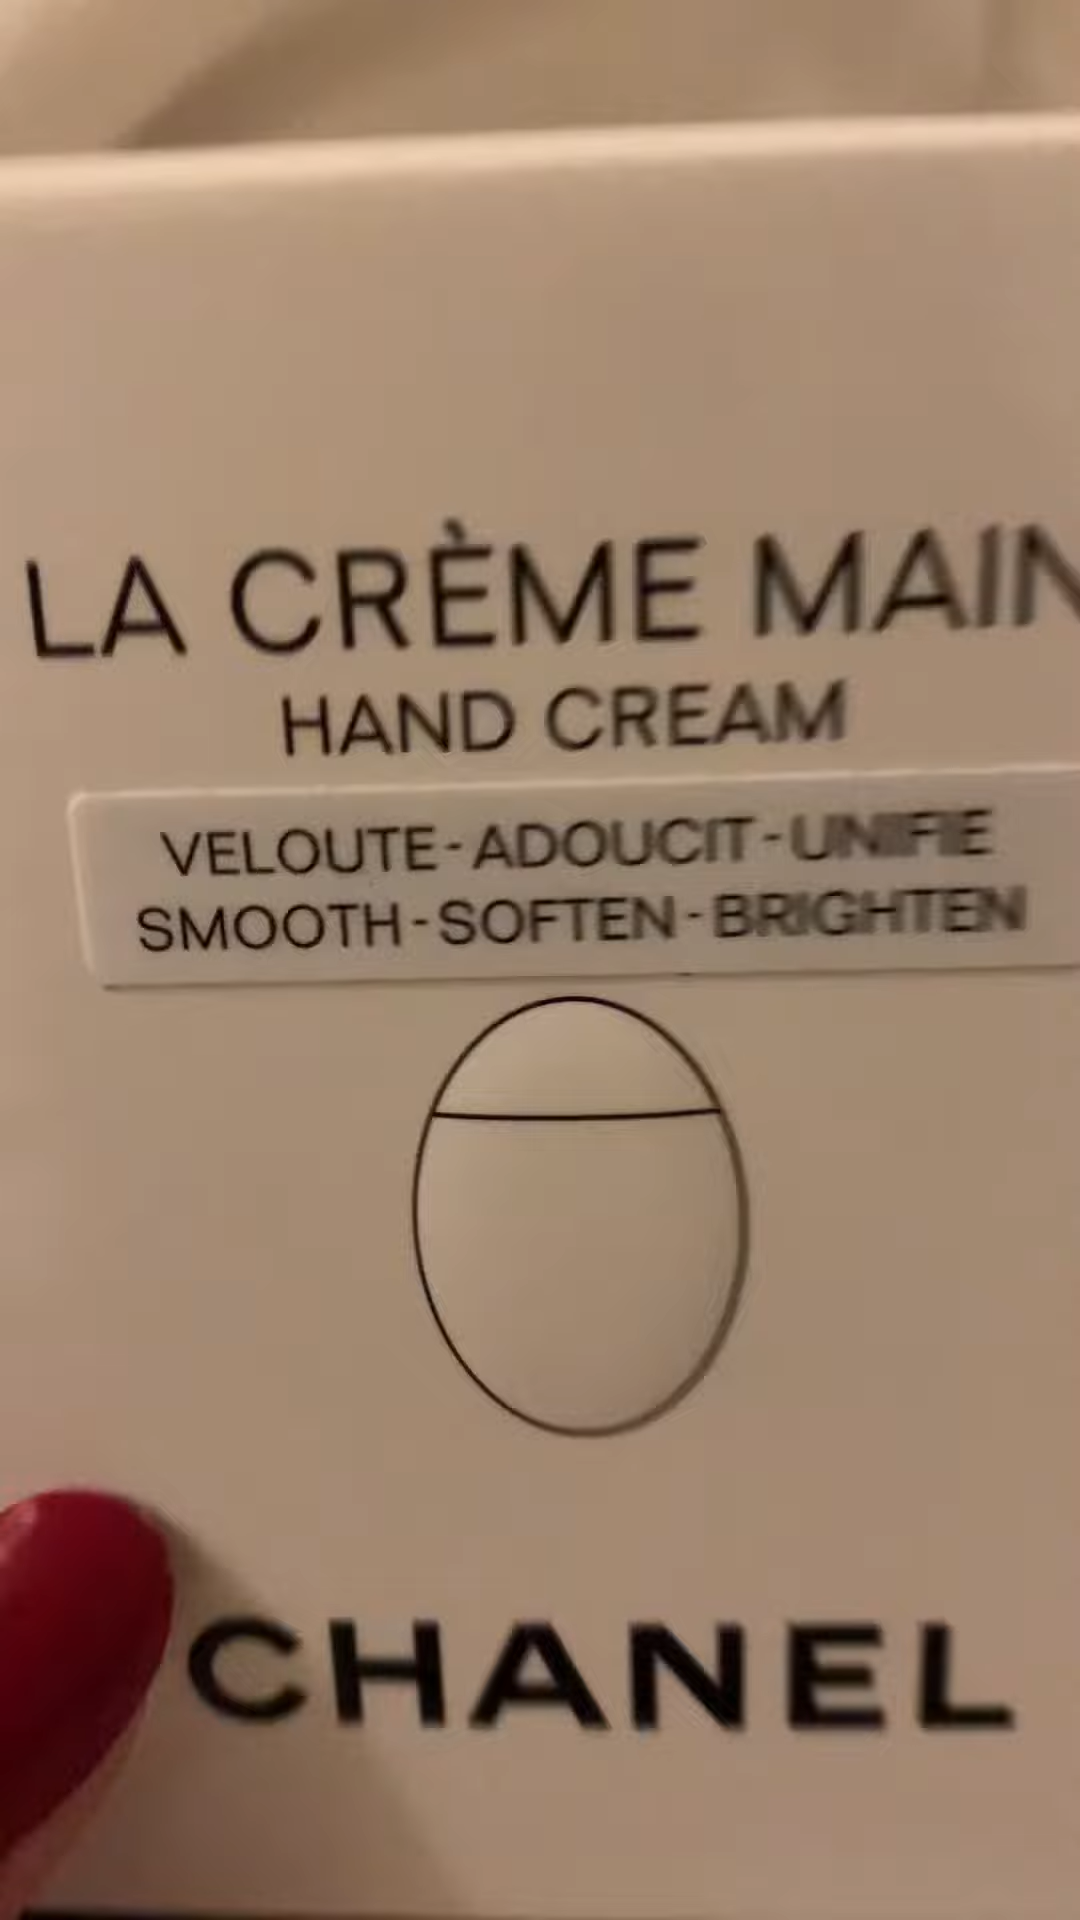 LA CRÈME MAIN
HAND CREAM
VELOUTE-ADOUCIT-UNIFIE
SMOOTH-SOFTEN-BRIGHTEN
CHANEL